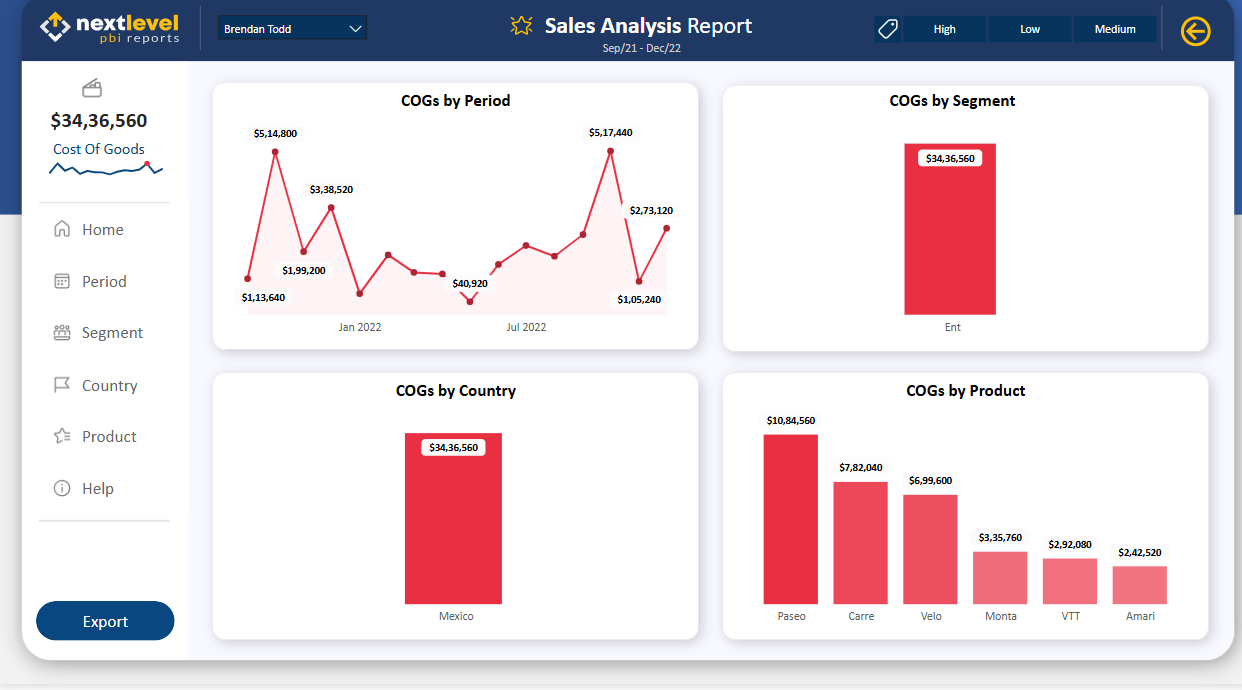 nextlevel
pbi reports
Brendan Todd
Sales Analysis Report
Sep/21 - Dec/22
High
Low
Medium
$34,36,560
Cost Of Goods
Home
Period
Segment
Country
Product
Help
Export
COGs by Period
$5,14,800
$5,17,440
$3,38,520
$2,73,120
$1,99,200
$40,920
$1,13,640
$1,05,240
Jan 2022
Jul 2022
COGs by Segment
$34,36,560
Ent
COGs by Country
$34,36,560
Mexico
COGs by Product
$10,84,560
$7,82,040
$6,99,600
$3,35,760
$2,92,080
$2,42,520
Paseo
Carre
Velo
Monta
VTT
Amari